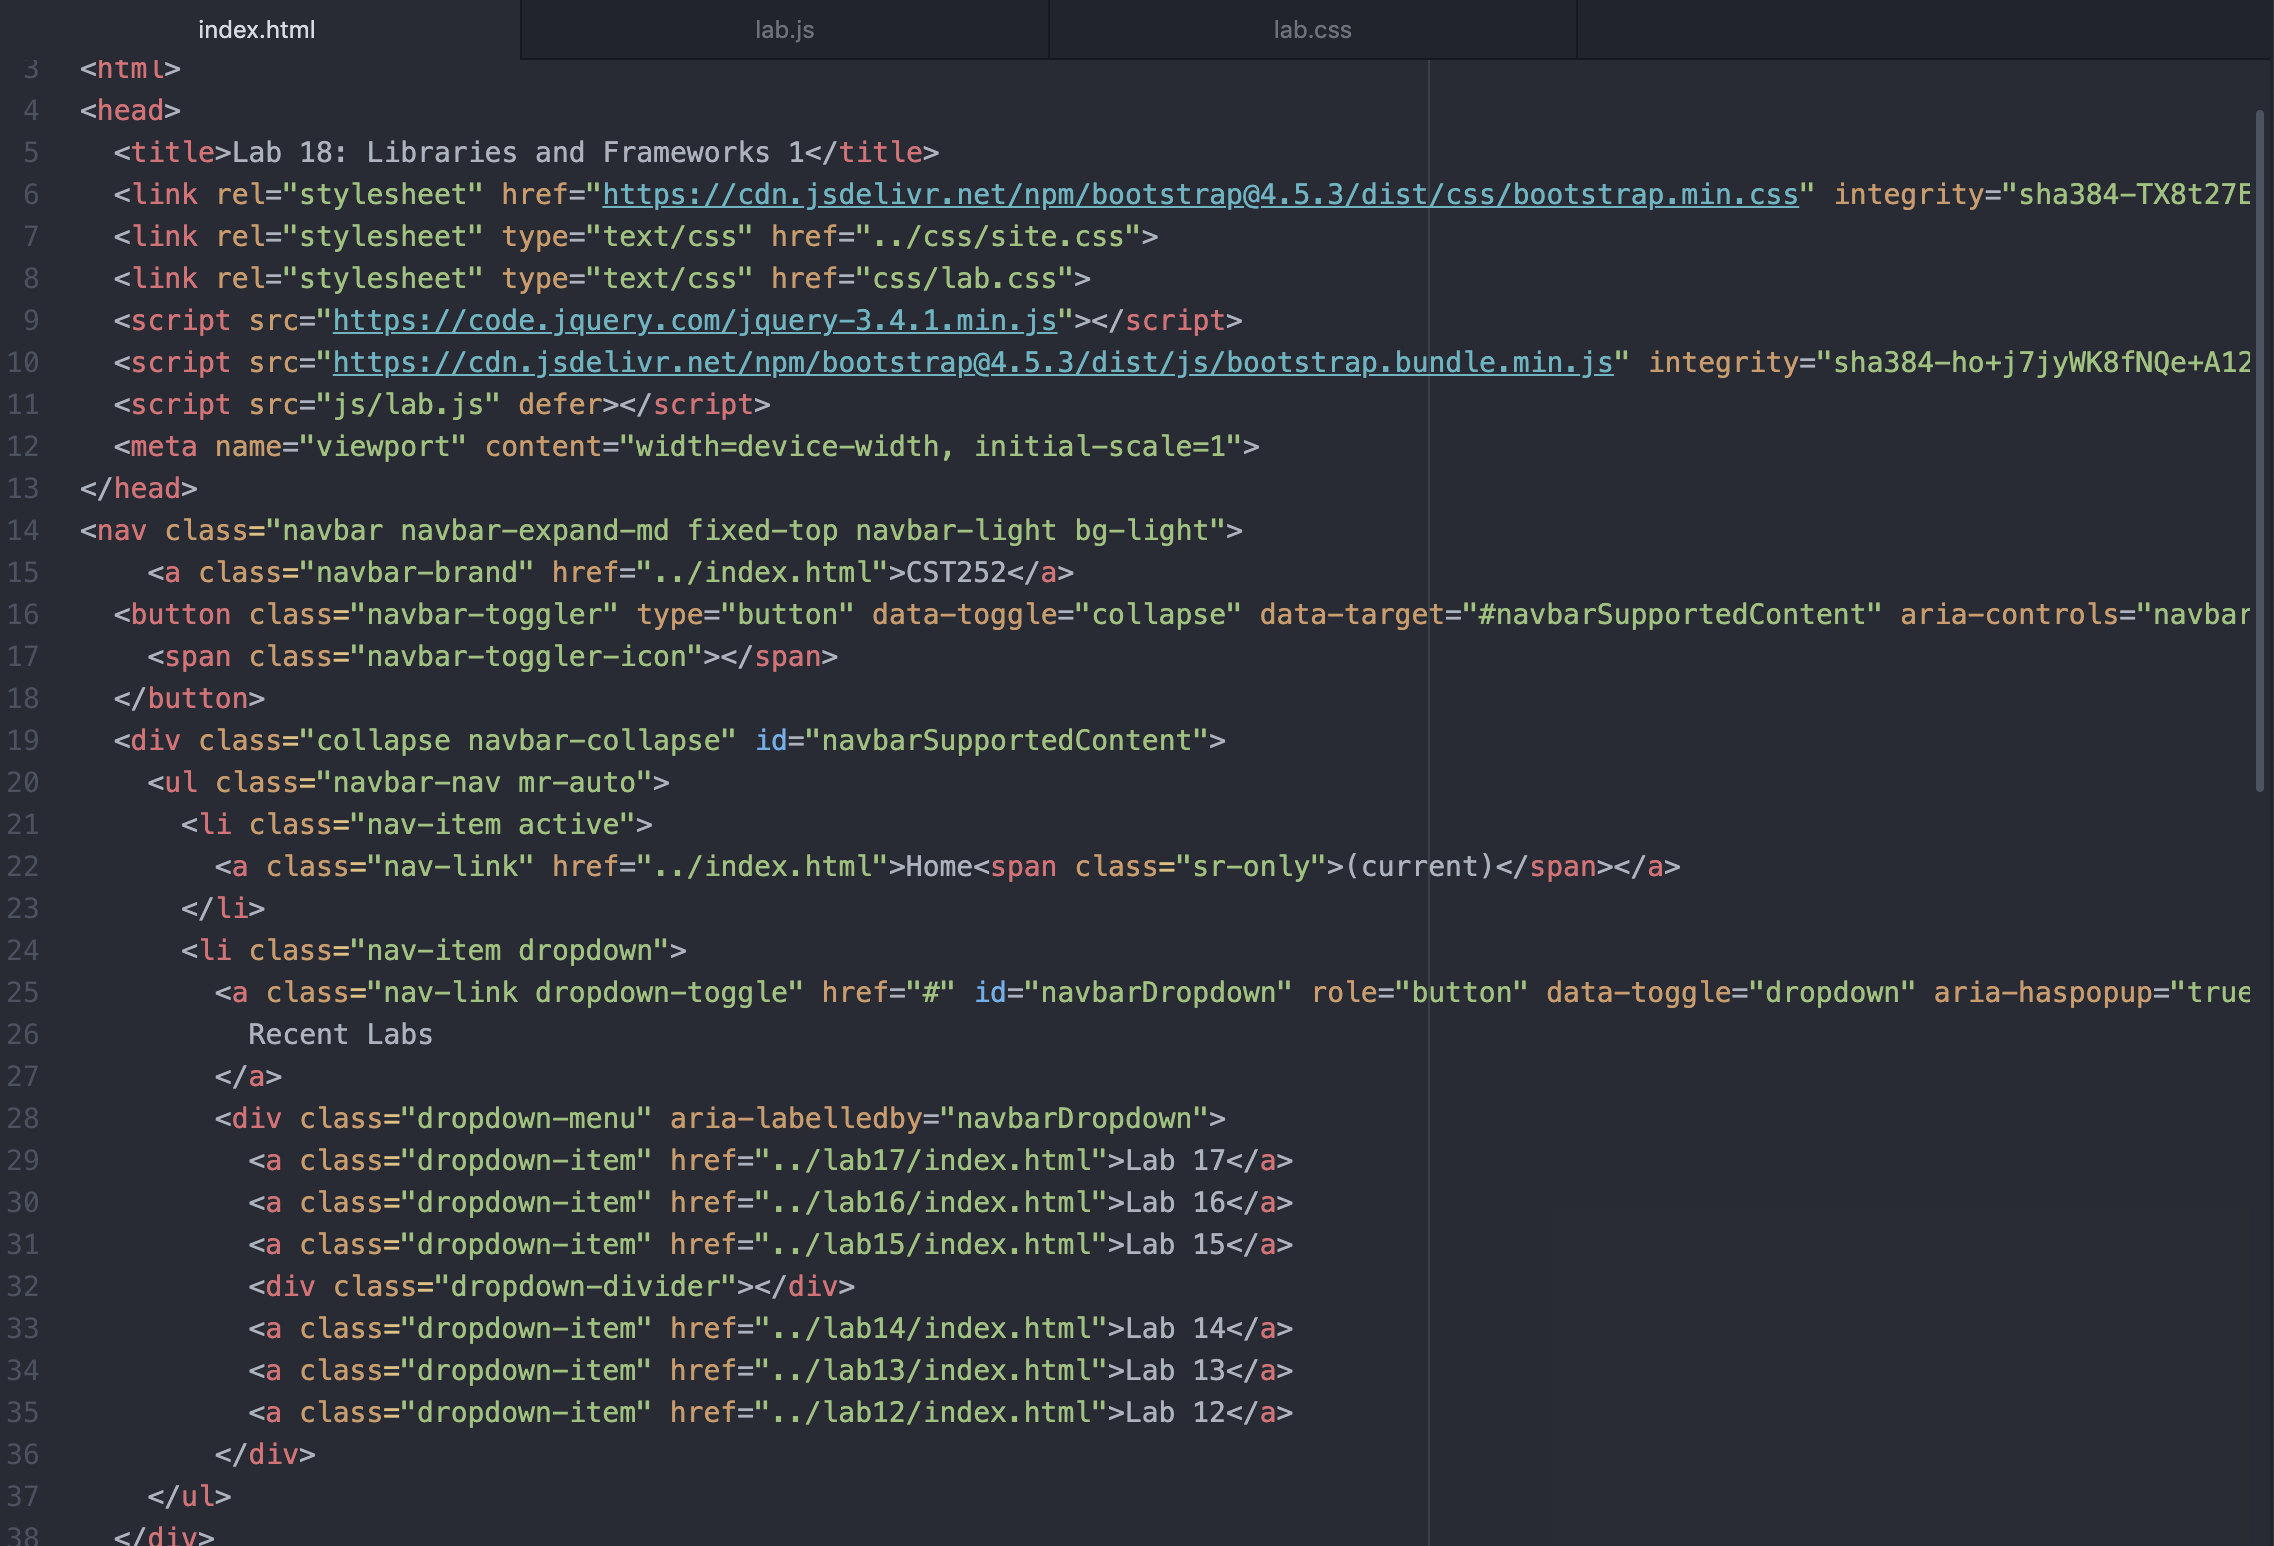 index.html lab.js lab.css
3 <html>
4 <head>
5   <title>Lab 18: Libraries and Frameworks 1</title>
6   <link rel="stylesheet" href="https://cdn.jsdelivr.net/npm/bootstrap@4.5.3/dist/css/bootstrap.min.css" integrity="sha384-TX8t27E
7   <link rel="stylesheet" type="text/css" href="../css/site.css">
8   <link rel="stylesheet" type="text/css" href="css/lab.css">
9   <script src="https://code.jquery.com/jquery-3.4.1.min.js"></script>
10   <script src="https://cdn.jsdelivr.net/npm/bootstrap@4.5.3/dist/js/bootstrap.bundle.min.js" integrity="sha384-ho+j7jyWK8fNQe+A12
11   <script src="js/lab.js" defer></script>
12   <meta name="viewport" content="width=device-width, initial-scale=1">
13 </head>
14 <nav class="navbar navbar-expand-md fixed-top navbar-light bg-light">
15     <a class="navbar-brand" href="../index.html">CST252</a>
16   <button class="navbar-toggler" type="button" data-toggle="collapse" data-target="#navbarSupportedContent" aria-controls="navbar
17     <span class="navbar-toggler-icon"></span>
18   </button>
19   <div class="collapse navbar-collapse" id="navbarSupportedContent">
20     <ul class="navbar-nav mr-auto">
21       <li class="nav-item active">
22         <a class="nav-link" href="../index.html">Home<span class="sr-only">(current)</span></a>
23       </li>
24       <li class="nav-item dropdown">
25         <a class="nav-link dropdown-toggle" href="#" id="navbarDropdown" role="button" data-toggle="dropdown" aria-haspopup="true
26           Recent Labs
27         </a>
28         <div class="dropdown-menu" aria-labelledby="navbarDropdown">
29           <a class="dropdown-item" href="../lab17/index.html">Lab 17</a>
30           <a class="dropdown-item" href="../lab16/index.html">Lab 16</a>
31           <a class="dropdown-item" href="../lab15/index.html">Lab 15</a>
32           <div class="dropdown-divider"></div>
33           <a class="dropdown-item" href="../lab14/index.html">Lab 14</a>
34           <a class="dropdown-item" href="../lab13/index.html">Lab 13</a>
35           <a class="dropdown-item" href="../lab12/index.html">Lab 12</a>
36         </div>
37     </ul>
38   </div>